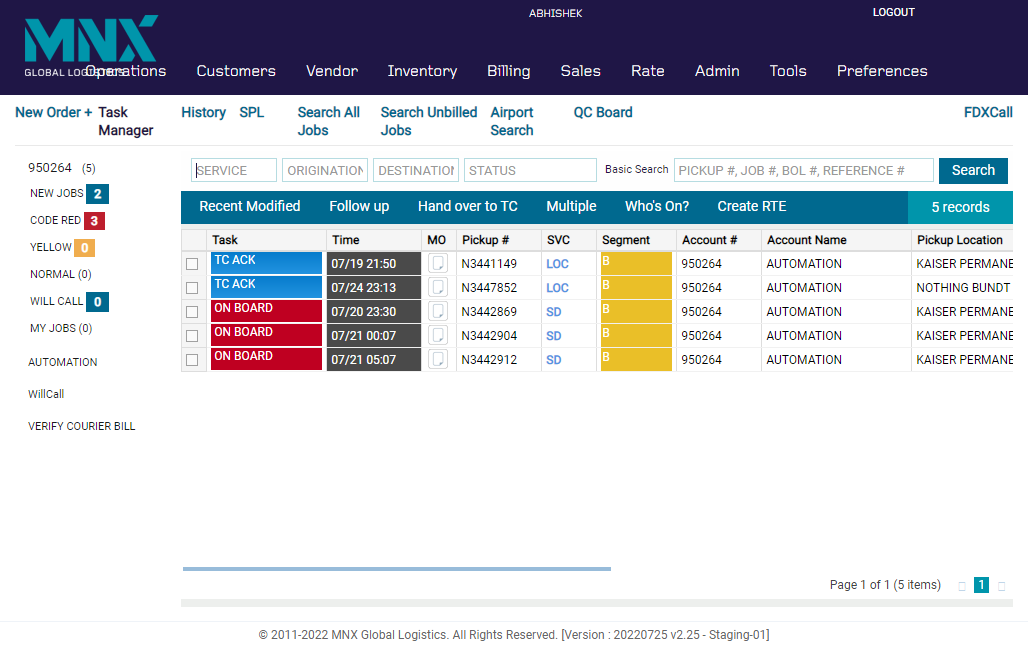 ABHISHEK
LOGOUT
MNX
GLOBAL LOGISTICS
Operations Customers Vendor Inventory Billing Sales Rate Admin Tools Preferences
New Order + Task Manager History SPL Search All Jobs Search Unbilled Jobs Airport Search QC Board FDXCall
950264 (5)
NEW JOBS 2
CODE RED 3
YELLOW 0
NORMAL (0)
WILL CALL 0
MY JOBS (0)
AUTOMATION
WillCall
VERIFY COURIER BILL
SERVICE ORIGINATION DESTINATION STATUS Basic Search PICKUP #, JOB #, BOL #, REFERENCE # Search
Recent Modified Follow up Hand over to TC Multiple Who's On? Create RTE 5 records
Task Time MO Pickup # SVC Segment Account # Account Name Pickup Location
TC ACK 07/19 21:50 N3441149 LOC B 950264 AUTOMATION KAISER PERMANE
TC ACK 07/24 23:13 N3447852 LOC B 950264 AUTOMATION NOTHING BUNDT
ON BOARD 07/20 23:30 N3442869 SD B 950264 AUTOMATION KAISER PERMANE
ON BOARD 07/21 00:07 N3442904 SD B 950264 AUTOMATION KAISER PERMANE
ON BOARD 07/21 05:07 N3442912 SD B 950264 AUTOMATION KAISER PERMANE
Page 1 of 1 (5 items) 1
© 2011-2022 MNX Global Logistics. All Rights Reserved. [Version : 20220725 v2.25 - Staging-01]